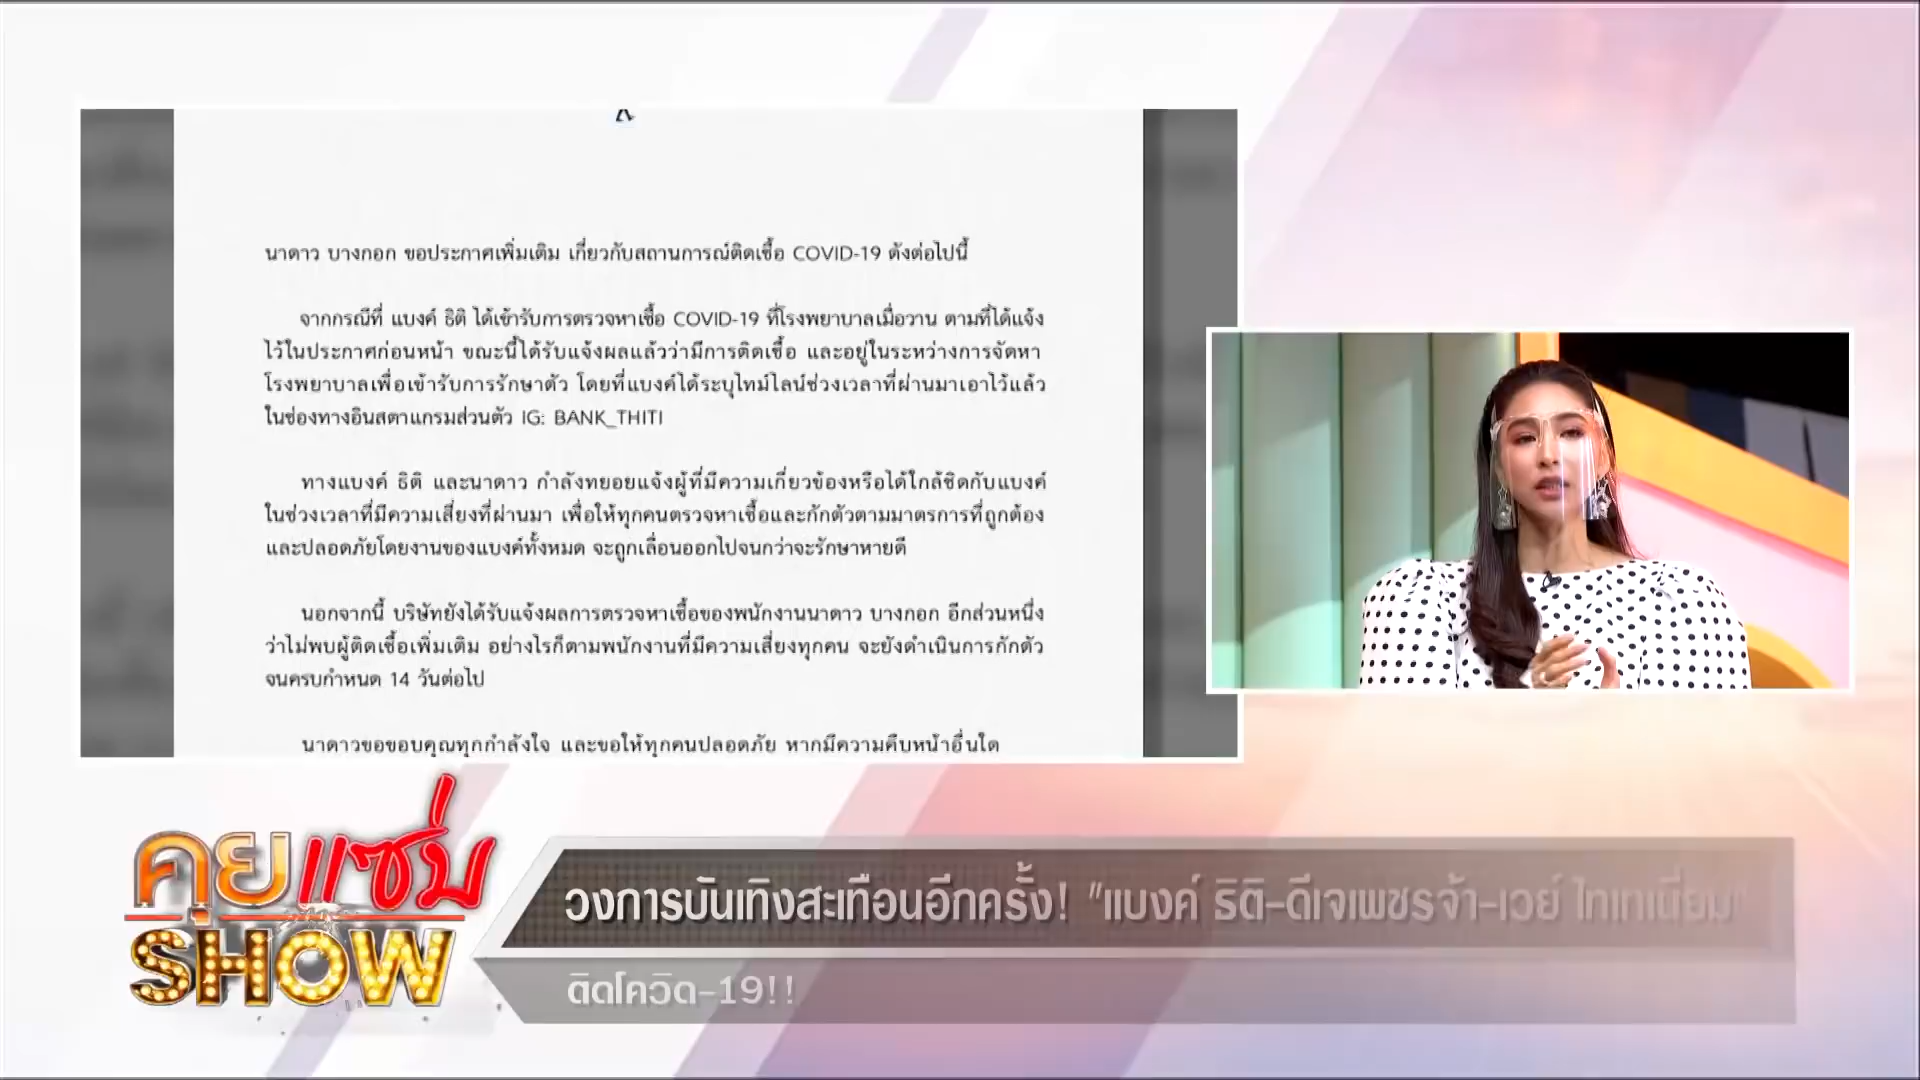 นาดาว บางกอก ขอประกาศเพิ่มเติม เกี่ยวกับสถานการณ์ติดเชื้อ COVID-19 ดังต่อไปนี้
จากกรณีที่ แบงค์ ธิติ ได้เข้ารับการตรวจหาเชื้อ COVID-19 ที่โรงพยาบาลเมื่อวาน ตามที่ได้แจ้ง
ไว้ในประกาศก่อนหน้า ขณะนี้ได้รับแจ้งผลแล้วว่ามีการติดเชื้อ และอยู่ในระหว่างการจัดหา
โรงพยาบาลเพื่อเข้ารับการรักษาตัว โดยที่แบงค์ได้ระบุไทม์ไลน์ช่วงเวลาที่ผ่านมาเอาไว้แล้ว
ในช่องทางอินสตาแกรมส่วนตัว IG: BANK_THITI
ทางแบงค์ ธิติ และนาดาว กำลังทยอยแจ้งผู้ที่มีความเกี่ยวข้องหรือได้ใกล้ชิดกับแบงค์
ในช่วงเวลาที่มีความเสี่ยงที่ผ่านมา เพื่อให้ทุกคนตรวจหาเชื้อและกักตัวตามมาตรการที่ถูกต้อง
และปลอดภัยโดยงานของแบงค์ทั้งหมด จะถูกเลื่อนออกไปจนกว่าจะรักษาหายดี
นอกจากนี้ บริษัทยังได้รับแจ้งผลการตรวจหาเชื้อของพนักงานนาดาว บางกอก อีกส่วนหนึ่ง
ว่าไม่พบผู้ติดเชื้อเพิ่มเติม อย่างไรก็ตามพนักงานที่มีความเสี่ยงทุกคน จะยังดำเนินการกักตัว
จนครบกำหนด 14 วันต่อไป
นาดาวขอขอบคุณทุกกำลังใจ และขอให้ทุกคนปลอดภัย หากมีความคืบหน้าอื่นใด
คุยแซ่บ
SHOW
วงการบันเทิงสะเทือนอีกครั้ง! "แบงค์ ธิติ-ดีเจเพชรจ้า-เวย์ ไทเทเนี่ยม"
ติดโควิด-19!!